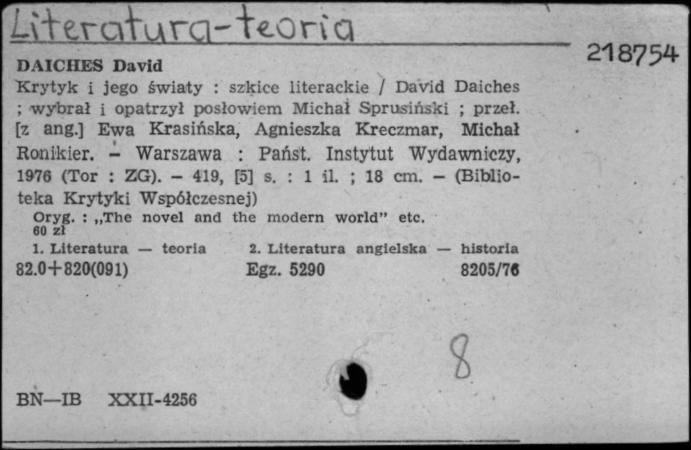 Literatura-teoria
218754
DAICHES David
Krytyk i jego światy : szkice literackie / David Daiches
; wybrał i opatrzył posłowiem Michał Sprusiński ; przeł.
[z ang.] Ewa Krasińska, Agnieszka Kreczmar, Michał
Ronikier. – Warszawa : Państ. Instytut Wydawniczy,
1976 (Tor : ZG). – 419, [5] s. : 1 il. ; 18 cm. – (Biblio-
teka Krytyki Współczesnej)
Oryg. : „The novel and the modern world” etc.
60 zł
1. Literatura — teoria 2. Literatura angielska — historia
82.0+820(091) Egz. 5290 8205/76
8
BN—IB XXII-4256